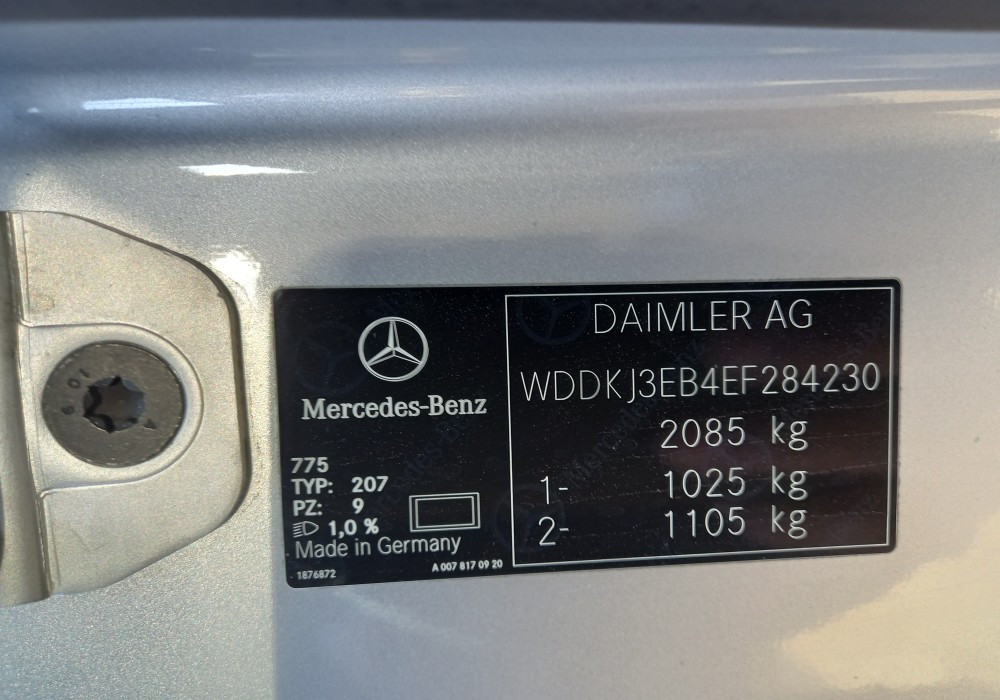 Mercedes-Benz
775
TYP: 207
PZ: 9
1,0 %
Made in Germany
1876872
A 007 817 09 20
DAIMLER AG
WDDKJ3EB4EF284230
2085 kg
1- 1025 kg
2- 1105 kg